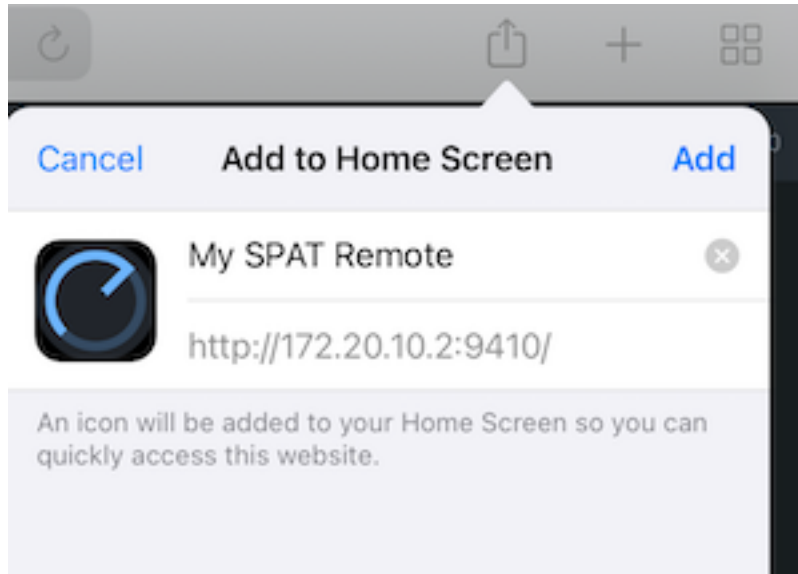 Cancel Add to Home Screen Add
My SPAT Remote
http://172.20.10.2:9410/
An icon will be added to your Home Screen so you can
quickly access this website.